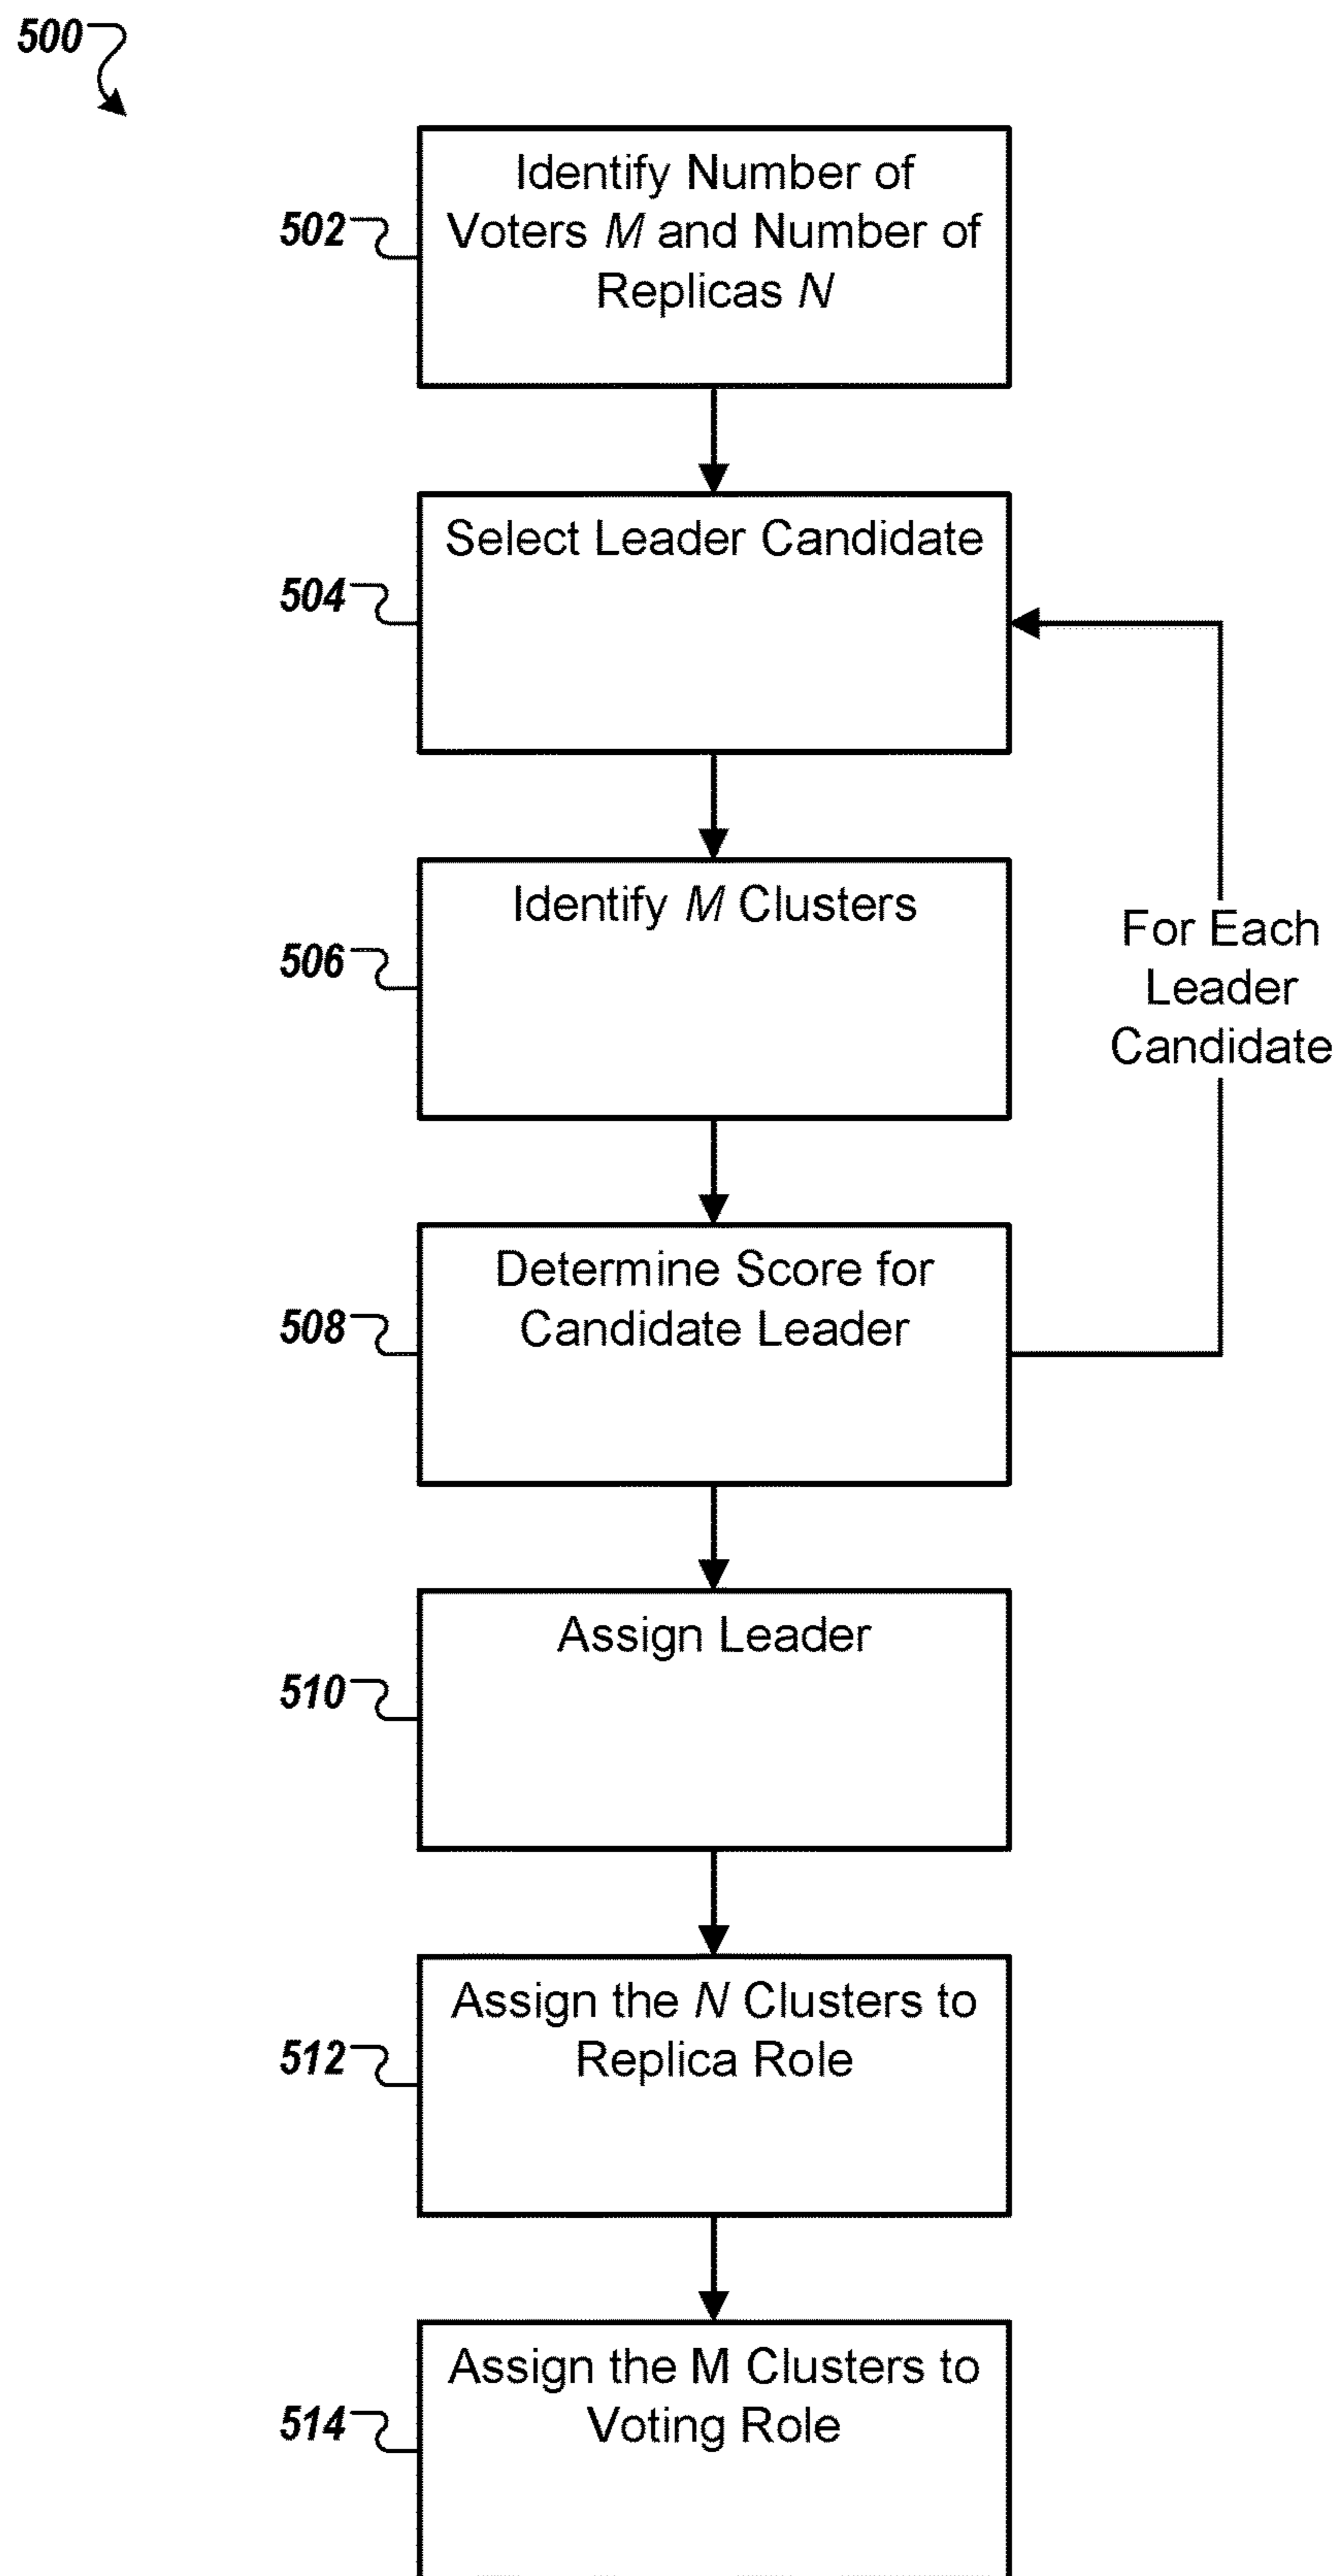 500
502
Identify Number of
Voters M and Number of
Replicas N
504
Select Leader Candidate
506
Identify M Clusters
For Each
Leader
Candidate
508
Determine Score for
Candidate Leader
510
Assign Leader
512
Assign the N Clusters to
Replica Role
514
Assign the M Clusters to
Voting Role